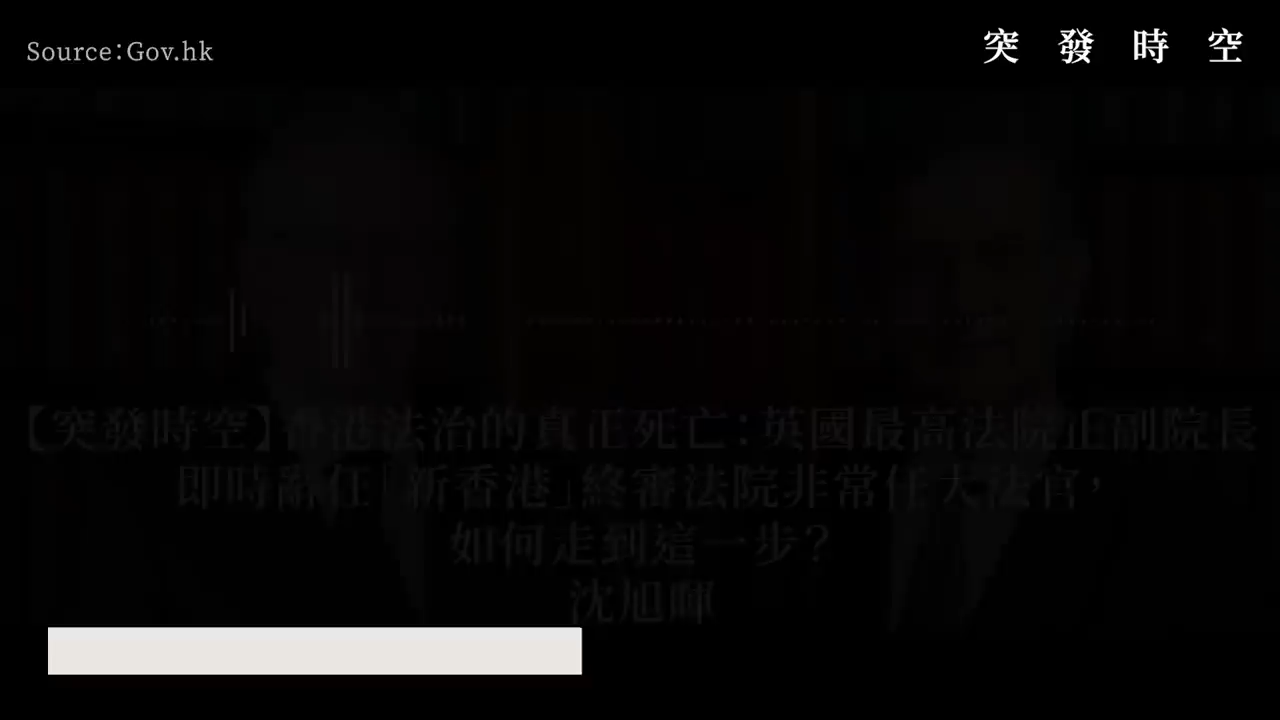 Source:Gov.hk
突發時空
【突發時空】香港法治的真正死亡:英國最高法院正副院長
即時辭任「新香港」終審法院非常任大法官,
如何走到這一步?
沈旭暉